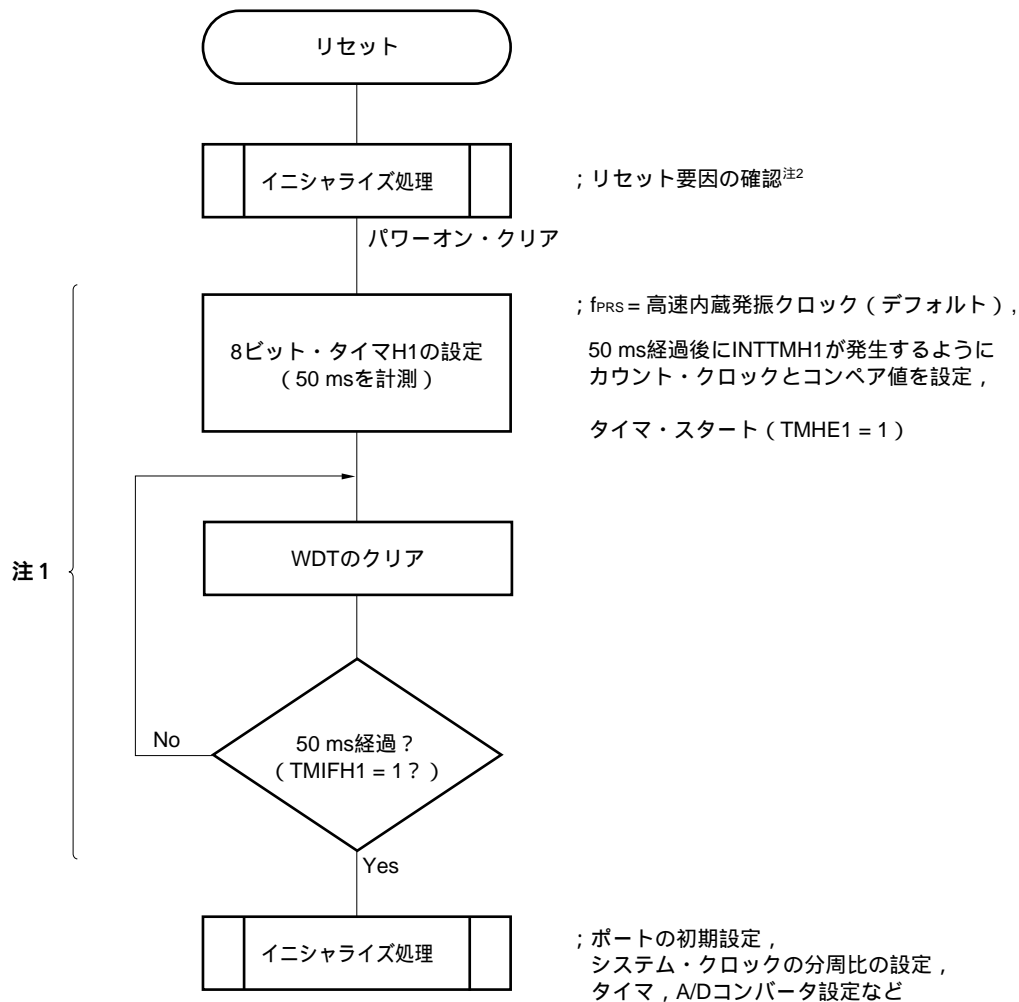 リセット
イニシャライズ処理
；リセット要因の確認注2
パワーオン・クリア
8ビット・タイマH1の設定
（50 msを計測）
；fPRS = 高速内蔵発振クロック（デフォルト），
50 ms経過後にINTTMH1が発生するように
カウント・クロックとコンペア値を設定，
タイマ・スタート（TMHE1 = 1）
注1
WDTのクリア
No
50 ms経過？
（TMIFH1 = 1？）
Yes
イニシャライズ処理
；ポートの初期設定，
システム・クロックの分周比の設定，
タイマ，A/Dコンバータ設定など